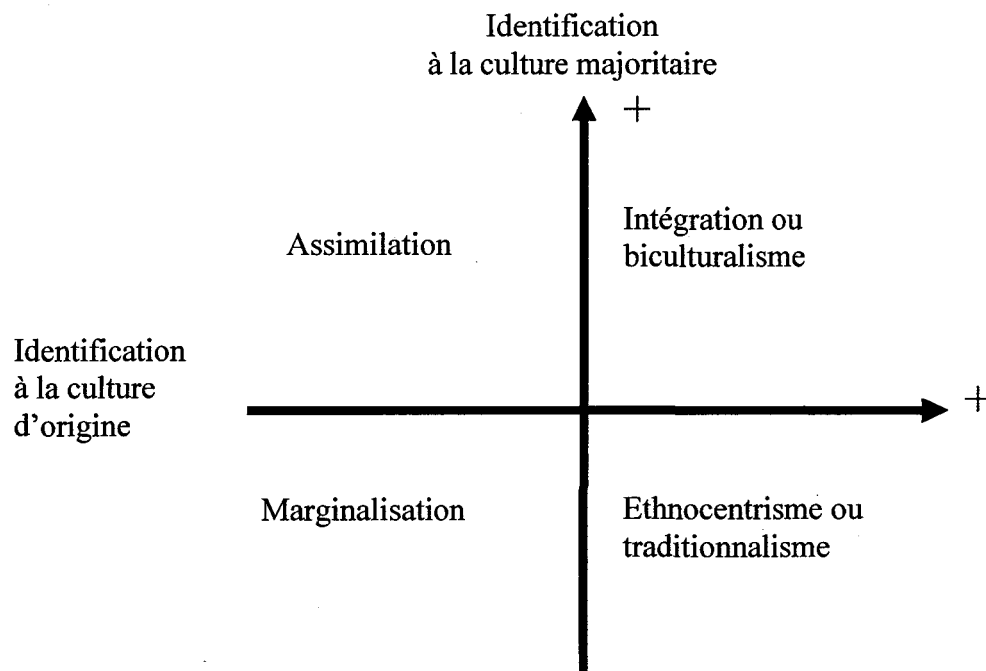 Identification
à la culture majoritaire
+
Assimilation
Intégration ou
biculturalisme
Identification
à la culture
d'origine
+
Marginalisation
Ethnocentrisme ou
traditionnalisme